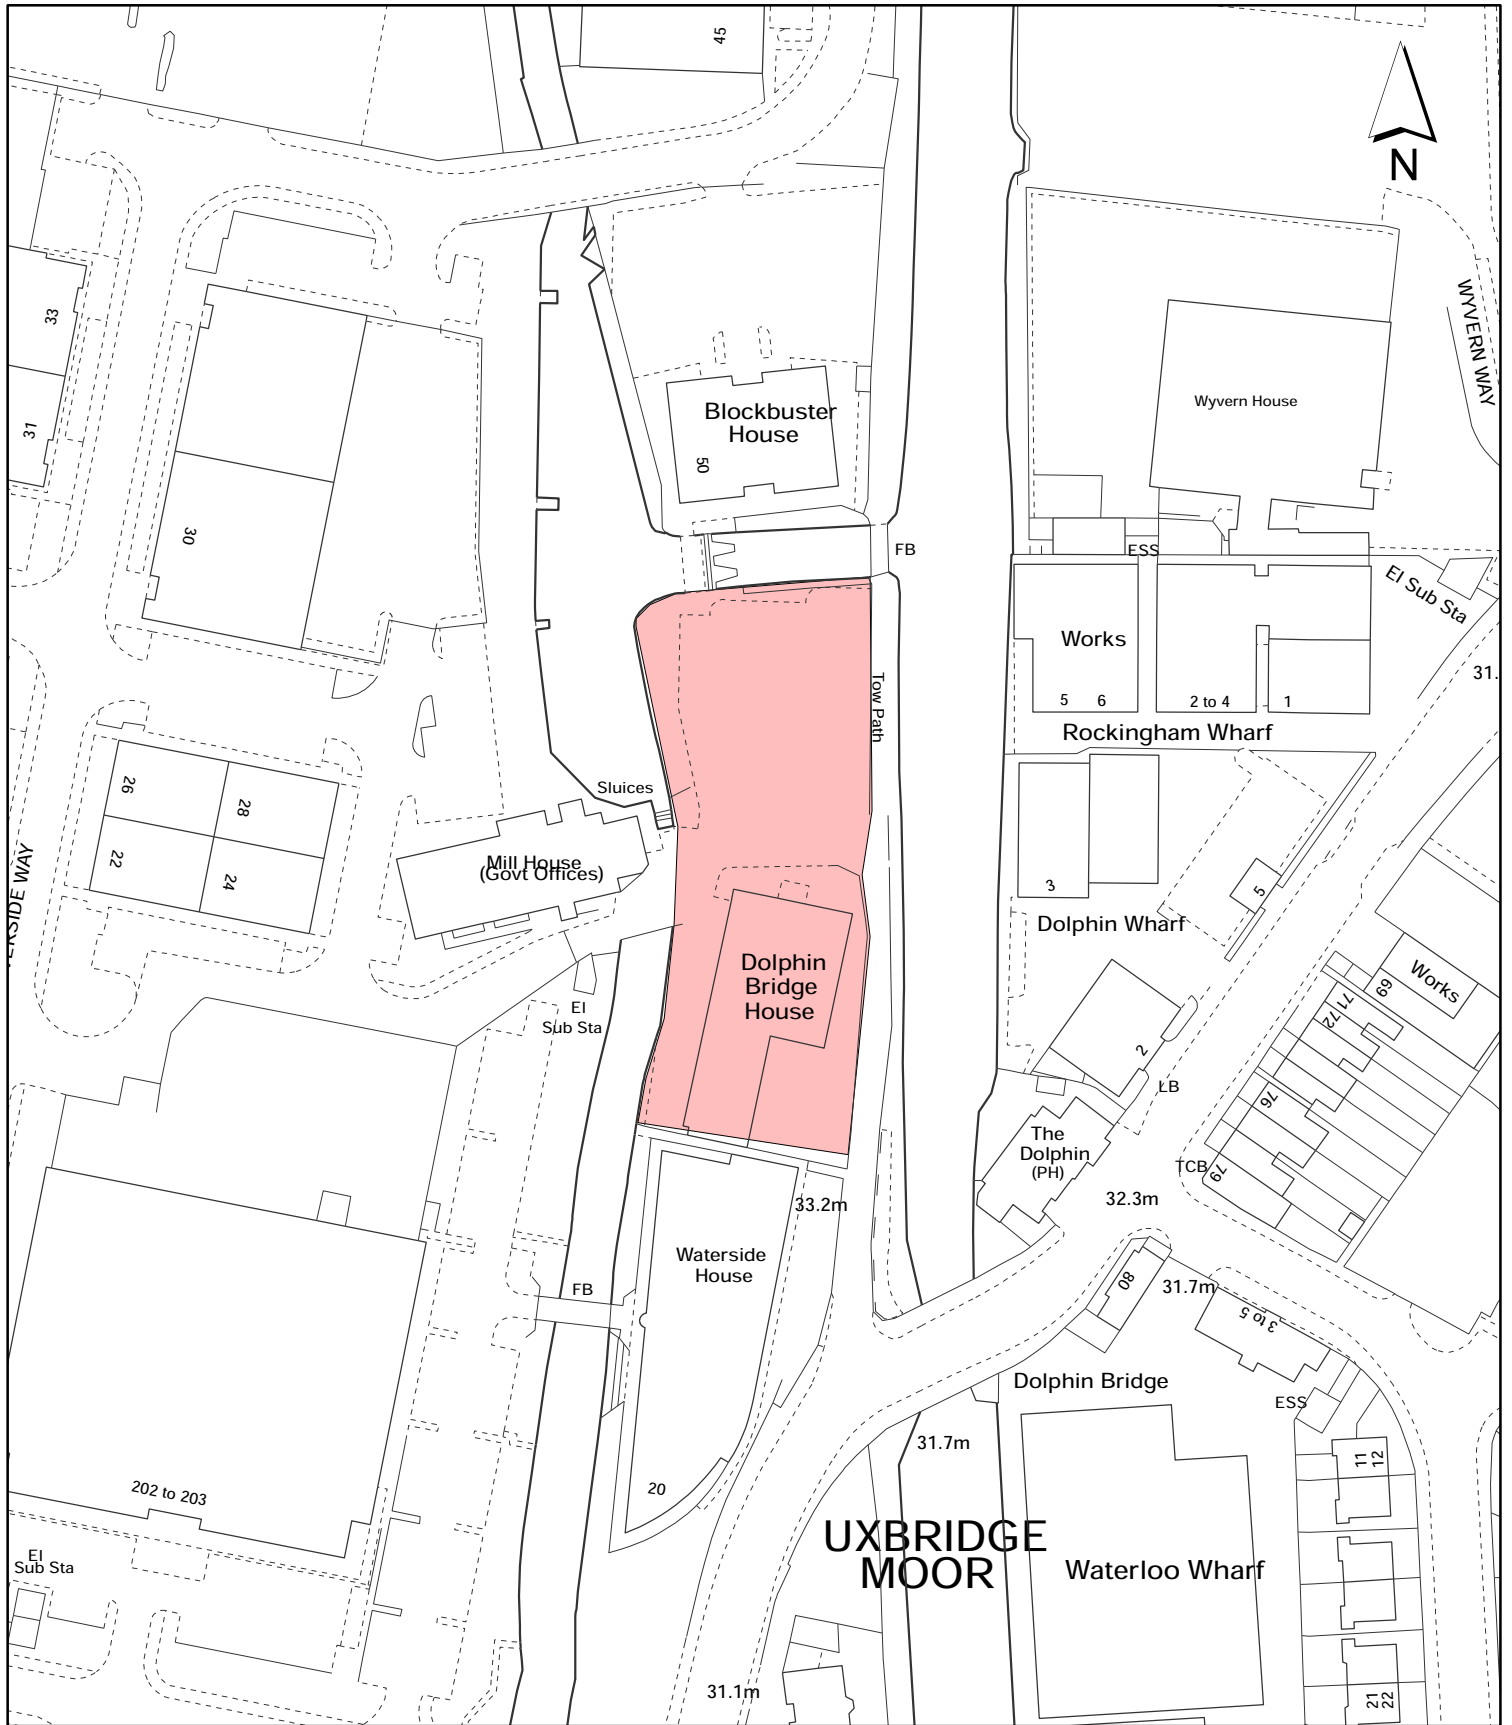 45
N
33
31
WYVERN WAY
Wyvern House
Blockbuster
House
50
30
FB
ESS
El Sub Sta
Works
5 6
2 to 4
1
31.
Rockingham Wharf
Tow Path
Sluices
26
28
22
24
Mill House
(Govt Offices)
ERSIDE WAY
3
5
Dolphin Wharf
Works
69
71 72
Dolphin
Bridge
House
El
Sub Sta
2
LB
76
The
Dolphin
(PH)
TCB
79
32.3m
33.2m
Waterside
House
FB
80
31.7m
3 to 5
Dolphin Bridge
ESS
31.7m
11
12
20
202 to 203
UXBRIDGE
MOOR
Waterloo Wharf
El
Sub Sta
31.1m
21
22